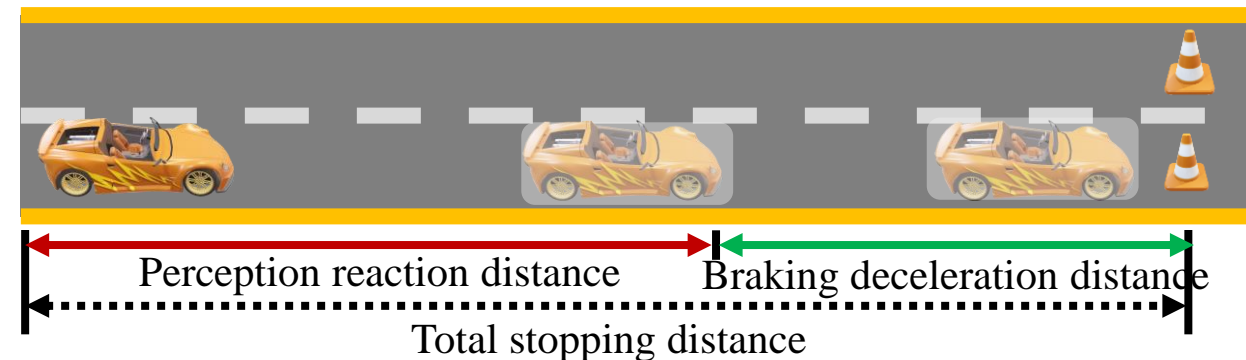 Perception reaction distance
Braking deceleration distance
Total stopping distance